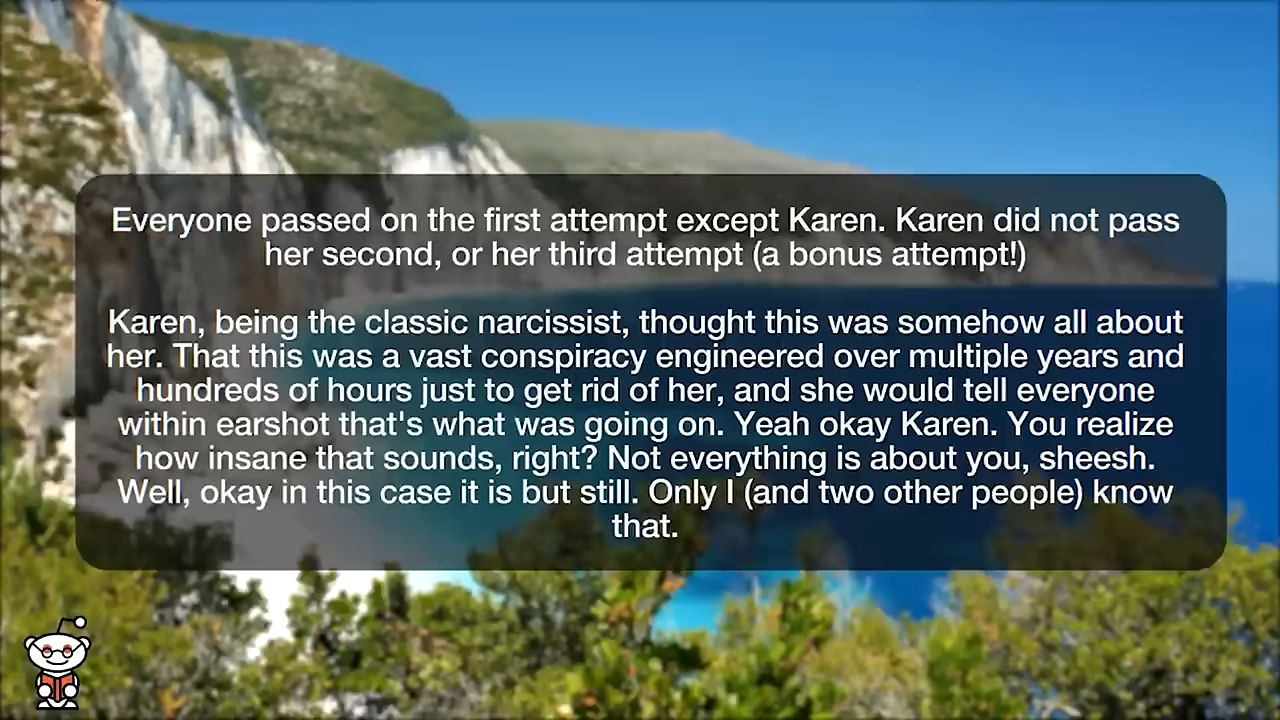 Everyone passed on the first attempt except Karen. Karen did not pass
her second, or her third attempt (a bonus attempt!)
Karen, being the classic narcissist, thought this was somehow all about
her. That this was a vast conspiracy engineered over multiple years and
hundreds of hours just to get rid of her, and she would tell everyone
within earshot that's what was going on. Yeah okay Karen. You realize
how insane that sounds, right? Not everything is about you, sheesh.
Well, okay in this case it is but still. Only I (and two other people) know
that.